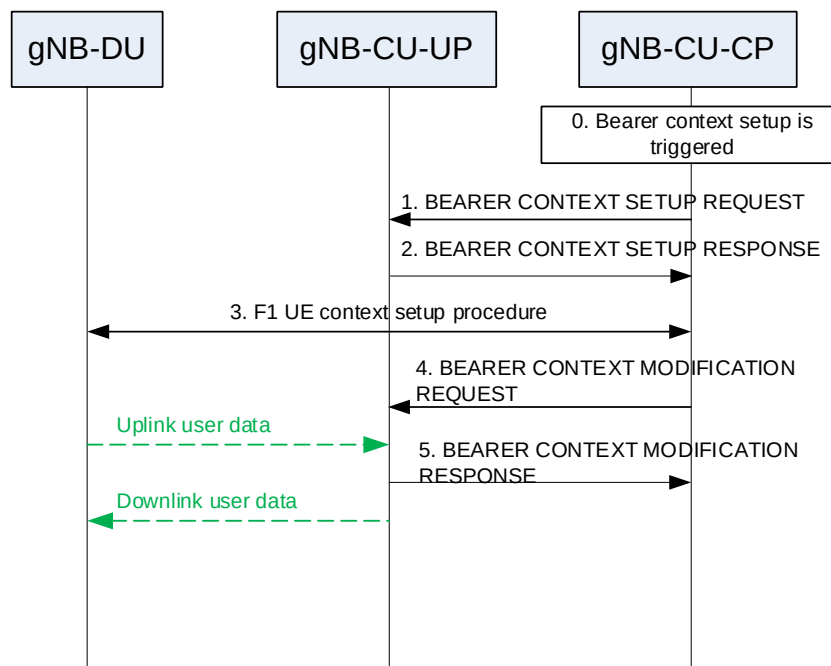 gNB-DU
gNB-CU-UP
gNB-CU-CP
0. Bearer context setup is
triggered
1. BEARER CONTEXT SETUP REQUEST
2. BEARER CONTEXT SETUP RESPONSE
3. F1 UE context setup procedure
4. BEARER CONTEXT MODIFICATION
REQUEST
Uplink user data
5. BEARER CONTEXT MODIFICATION
RESPONSE
Downlink user data